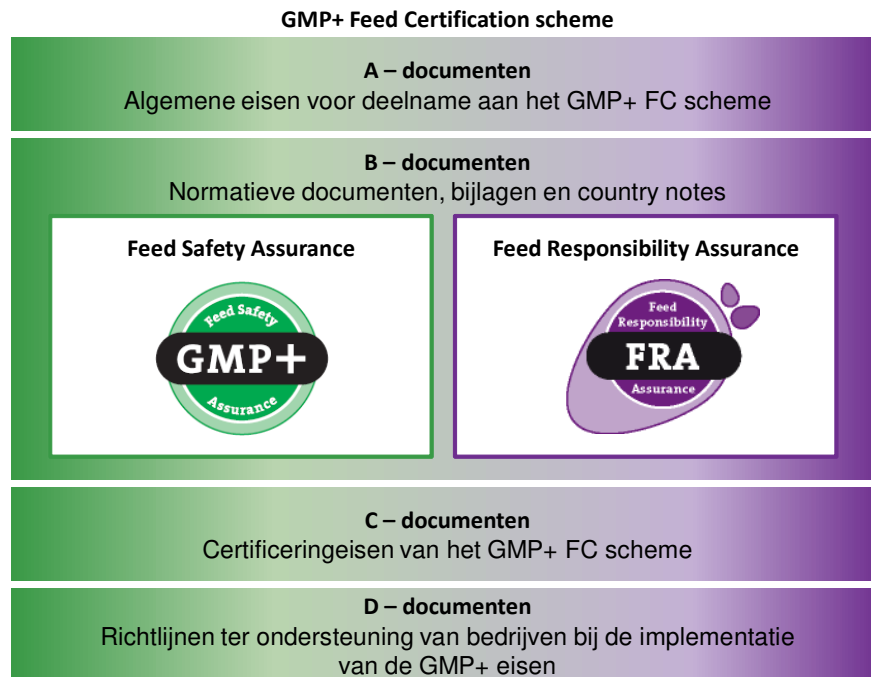 GMP+ Feed Certification scheme
A – documenten
Algemene eisen voor deelname aan het GMP+ FC scheme
B – documenten
Normatieve documenten, bijlagen en country notes
Feed Safety Assurance
Feed Safety
GMP+
Assurance
Feed Responsibility Assurance
Feed
Responsibility
FRA
Assurance
C – documenten
Certificeringeisen van het GMP+ FC scheme
D – documenten
Richtlijnen ter ondersteuning van bedrijven bij de implementatie
van de GMP+ eisen